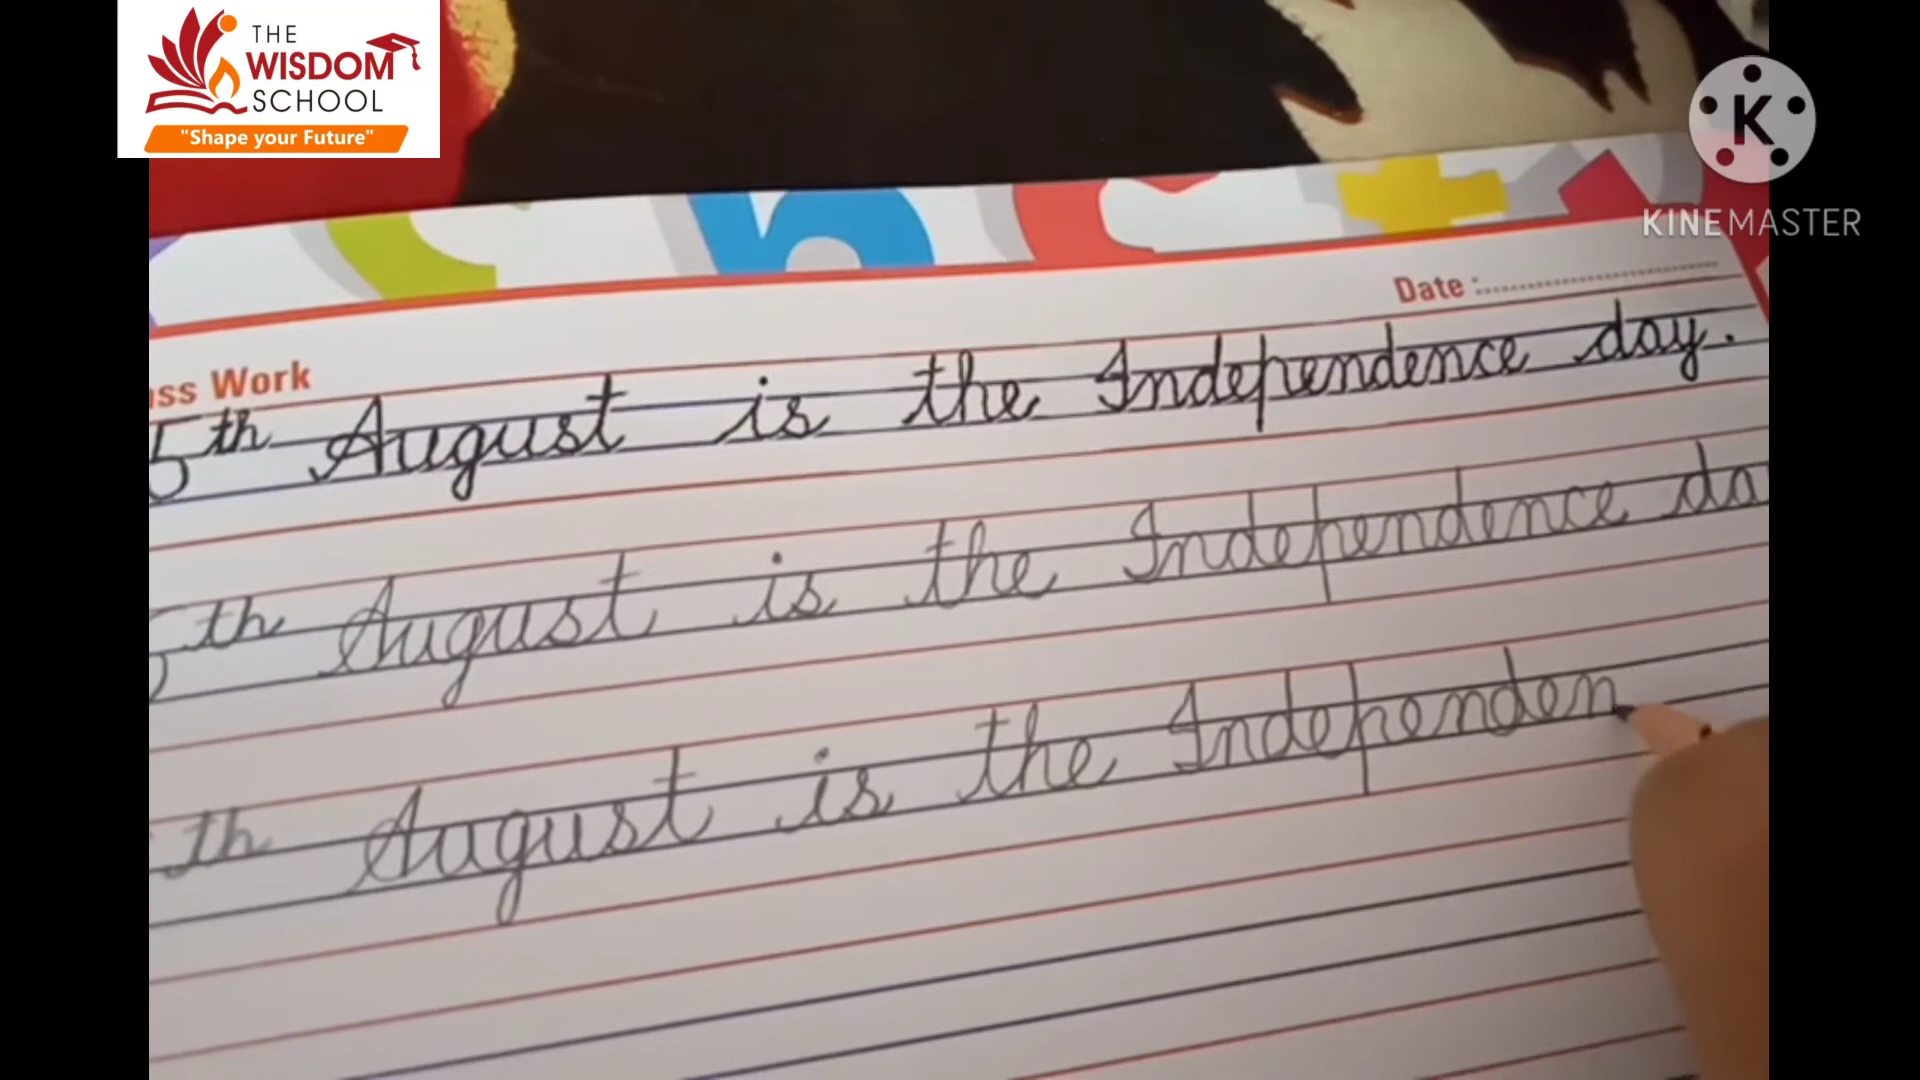 THE
WISDOM
SCHOOL
"Shape your Future"
K
KINEMASTER
Date :
ss Work
5th August is the Independence day.
th August is the Independence da
th August is the Independen